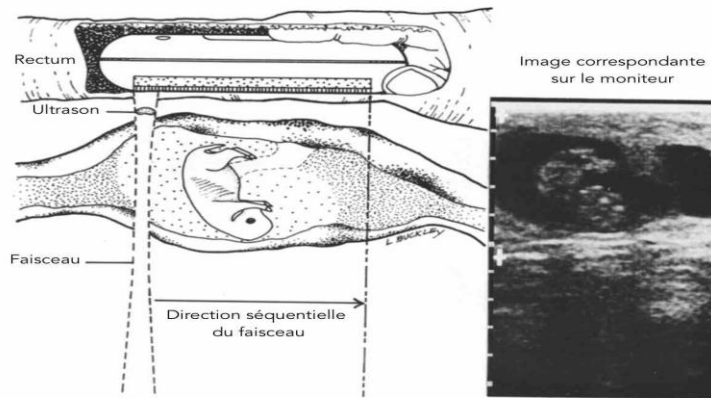 Rectum
Ultrason
Faisceau
Direction séquentielle
du faisceau
L BUCKLEY
Image correspondante
sur le moniteur